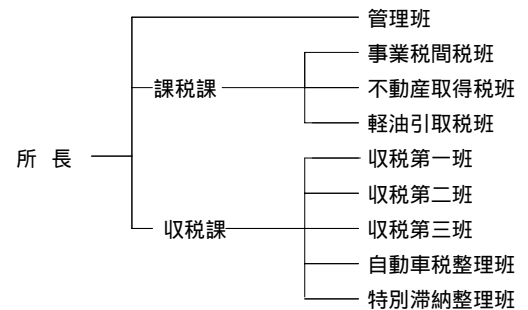 管理班
事業税間税班
課税課
不動産取得税班
軽油引取税班
所 長
収税第一班
収税第二班
収税課
収税第三班
自動車税整理班
特別滞納整理班